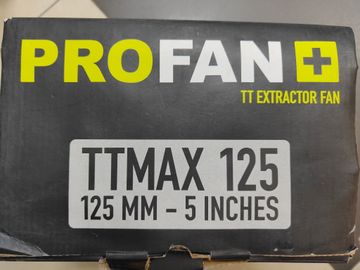 PROFAN+
TT EXTRACTOR FAN
TTMAX 125
125 MM - 5 INCHES